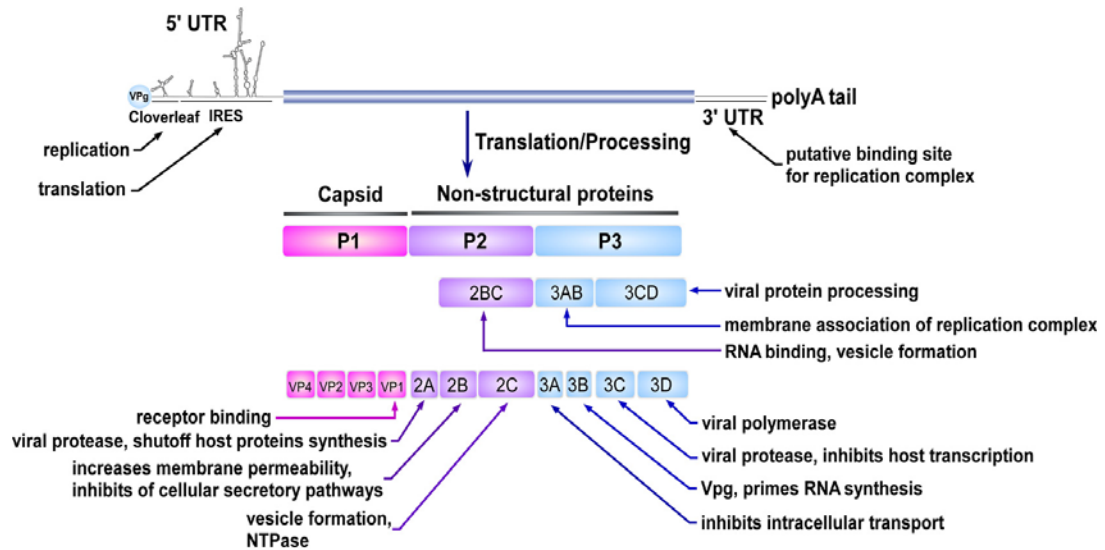 5' UTR
VPg
Cloverleaf IRES
polyA tail
3' UTR
replication
translation
Translation/Processing
putative binding site
for replication complex
Capsid
Non-structural proteins
P1
P2
P3
2BC
3AB
3CD
viral protein processing
membrane association of replication complex
RNA binding, vesicle formation
VP4
VP2
VP3
VP1
2A
2B
2C
3A
3B
3C
3D
receptor binding
viral protease, shutoff host proteins synthesis
increases membrane permeability,
inhibits of cellular secretory pathways
vesicle formation,
NTPase
viral polymerase
viral protease, inhibits host transcription
Vpg, primes RNA synthesis
inhibits intracellular transport